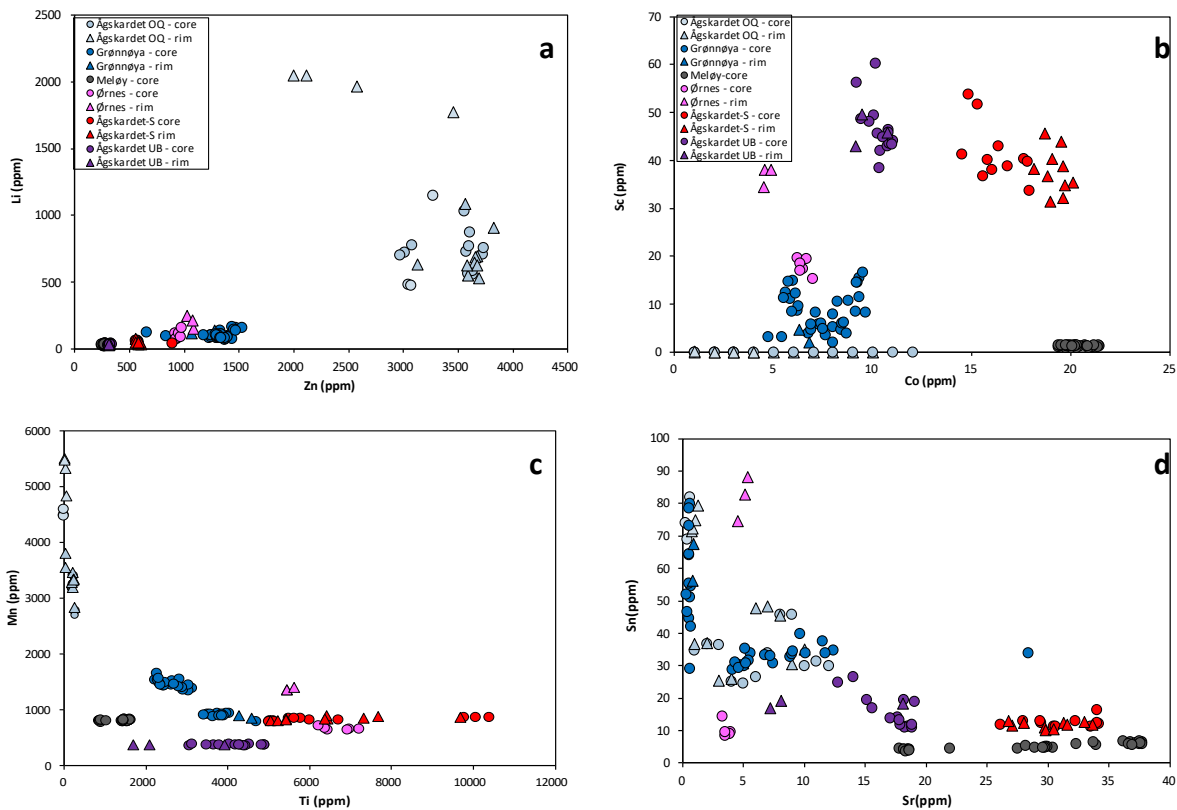 2500
2000
1500
1000
500
0
0 500 1000 1500 2000 2500 3000 3500 4000 4500
Li (ppm)
Zn (ppm)
a
Ågskardet OQ - core
Ågskardet OQ - rim
Grønnøya - core
Grønnøya - rim
Meløy - core
Ørnes - core
Ørnes - rim
Ågskardet-S - core
Ågskardet-S rim
Ågskardet UB - core
Ågskardet UB - rim
70
60
50
40
30
20
10
0
0 5 10 15 20 25
Sc (ppm)
Co (ppm)
b
Ågskardet OQ - core
Ågskardet OQ - rim
Grønnøya - core
Grønnøya - rim
Meløy-core
Ørnes - core
Ørnes - rim
Ågskardet-S - core
Ågskardet-S - rim
Ågskardet UB - core
Ågskardet UB - rim
6000
5000
4000
3000
2000
1000
0
0 2000 4000 6000 8000 10000 12000
Mn (ppm)
Ti (ppm)
c
100
90
80
70
60
50
40
30
20
10
0
0 5 10 15 20 25 30 35 40
Sn(ppm)
Sr(ppm)
d